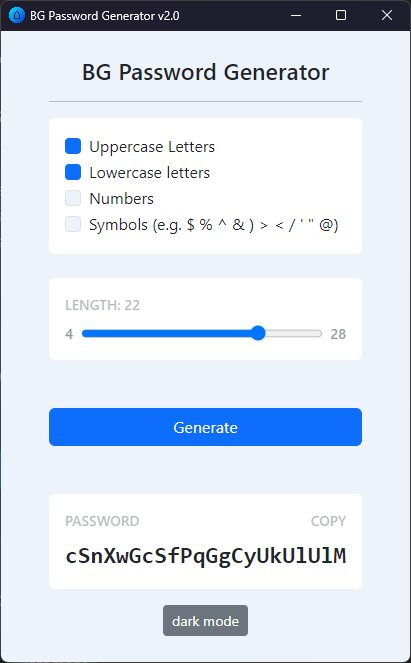 BG Password Generator v2.0
BG Password Generator
Uppercase Letters
Lowercase letters
Numbers
Symbols (e.g. $ % ^ & ) > < / ' " @)
LENGTH: 22
4 28
Generate
PASSWORD COPY
cSnXwGcSfPqGgCyUkUlUlM
dark mode